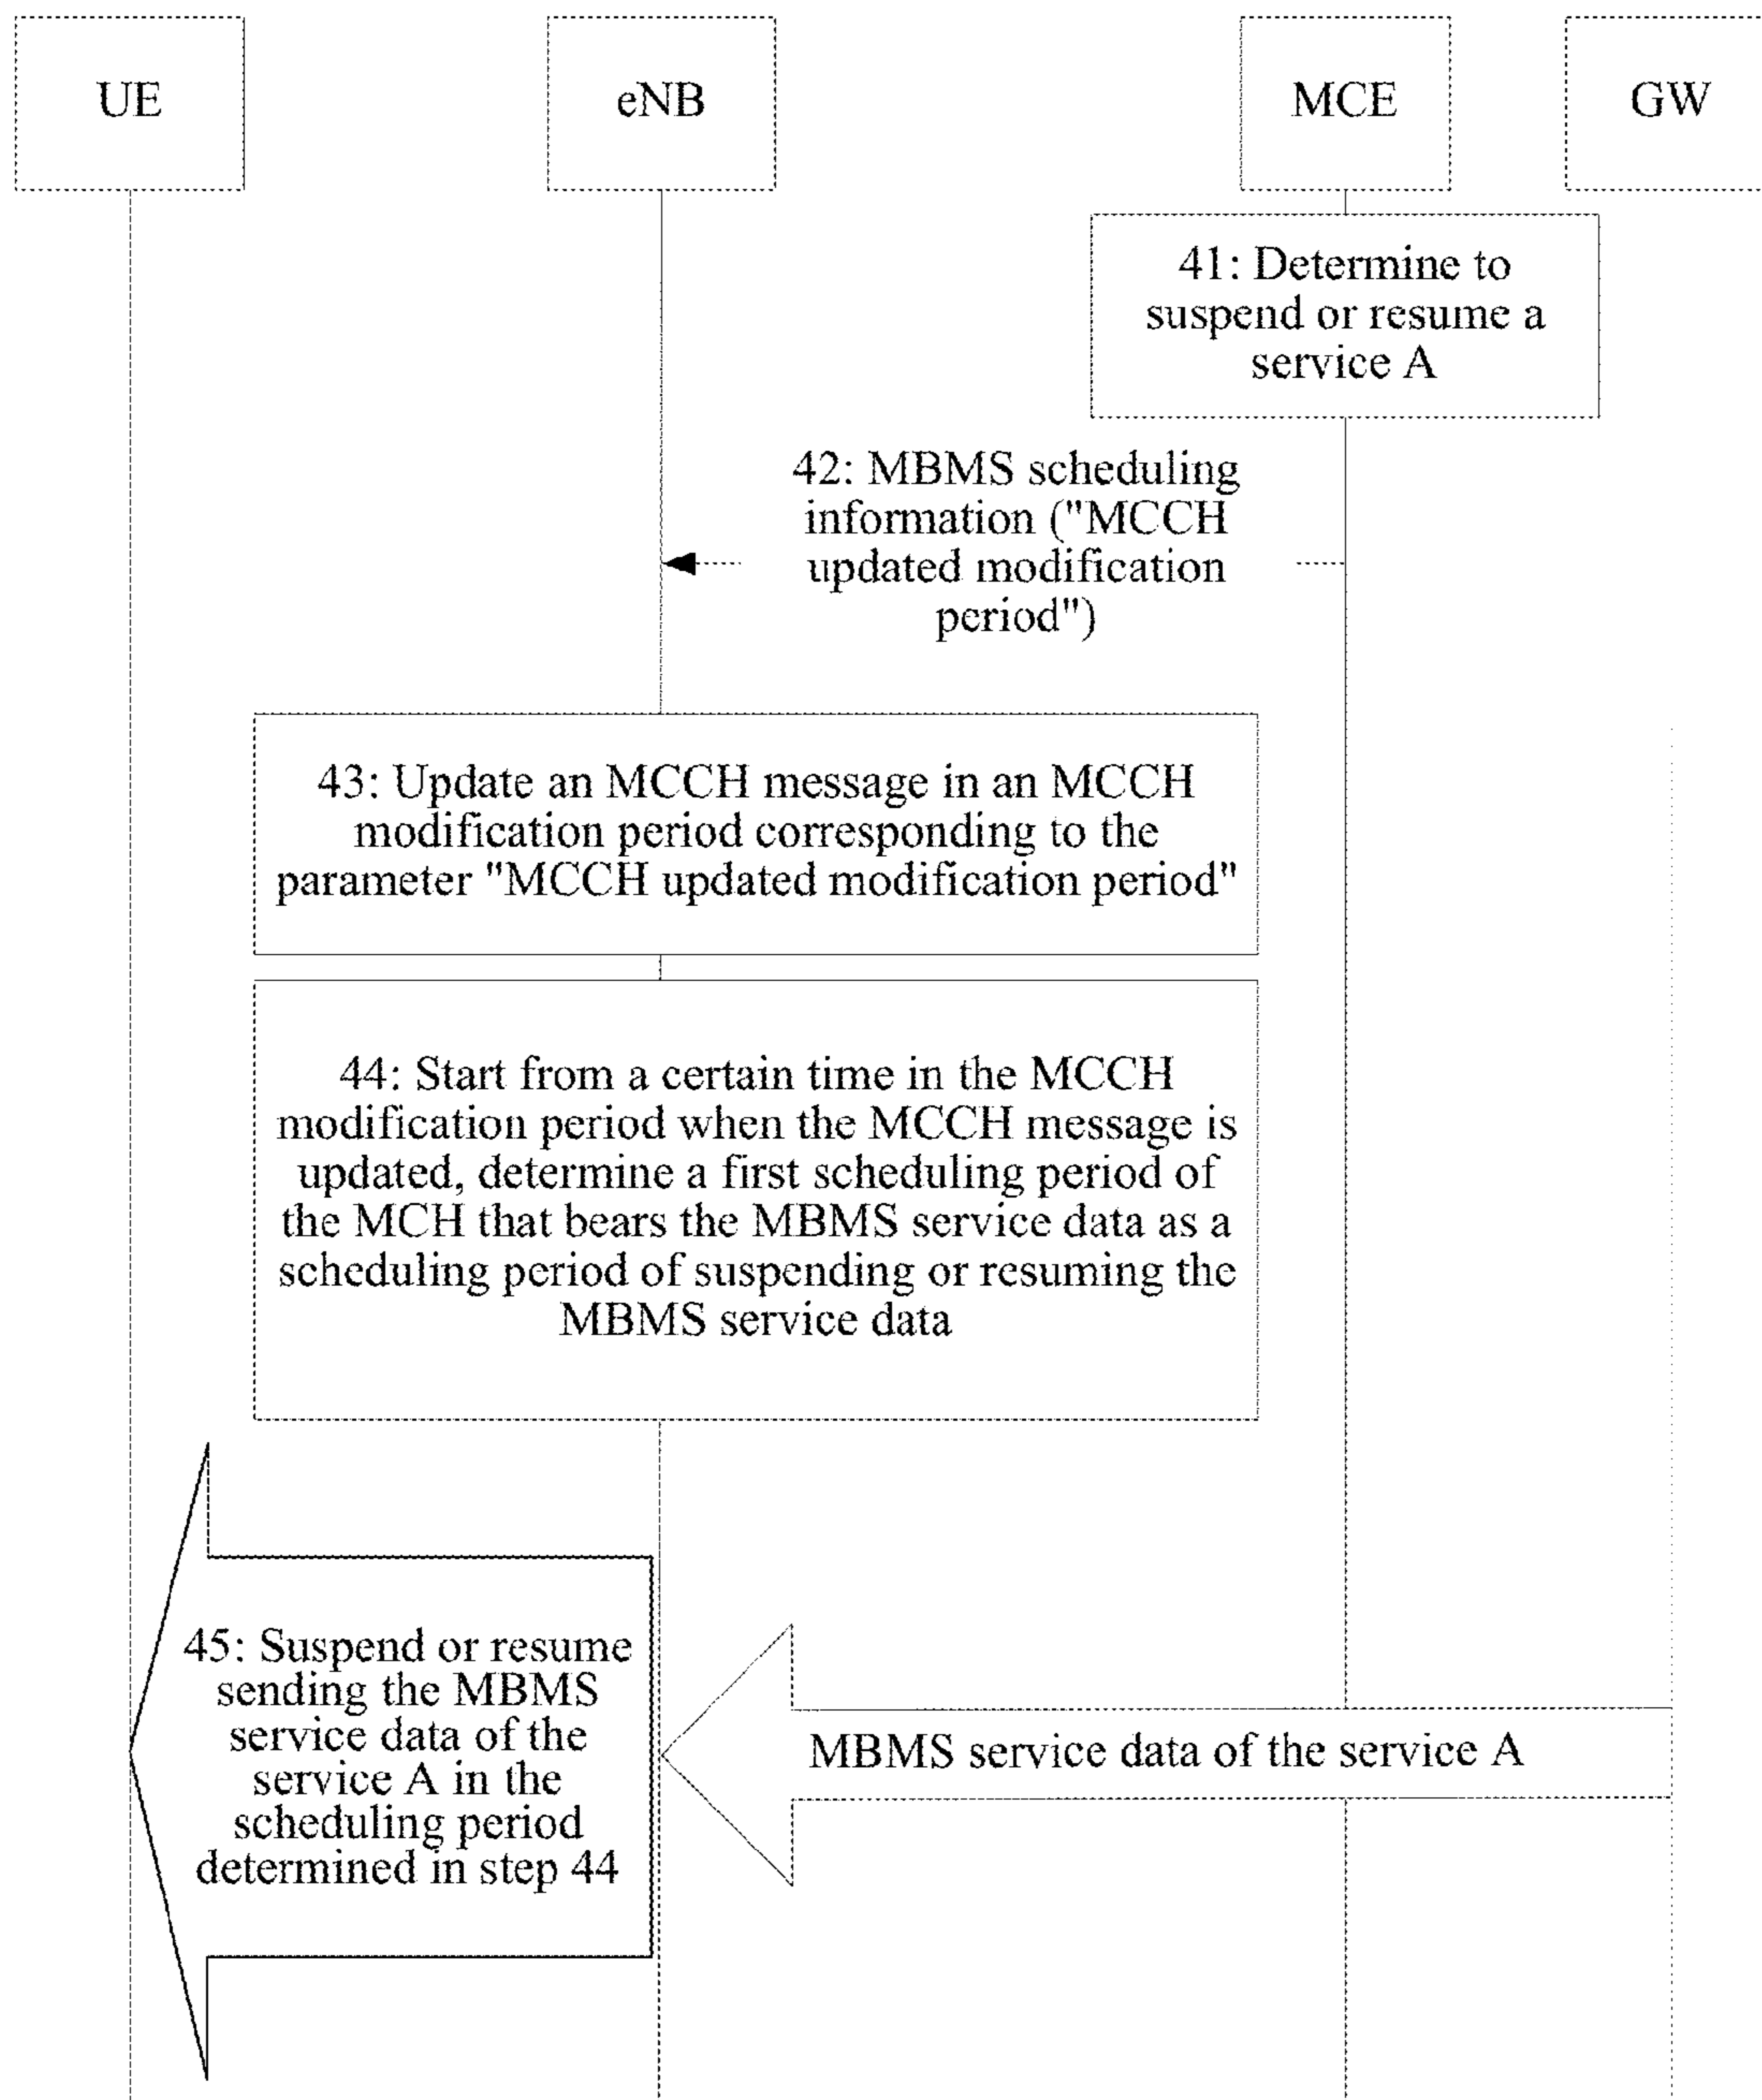 UE
eNB
MCE
GW
41: Determine to
suspend or resume a
service A
42: MBMS scheduling
information ("MCCH
updated modification
period")
43: Update an MCCH message in an MCCH
modification period corresponding to the
parameter "MCCH updated modification period"
44: Start from a certain time in the MCCH
modification period when the MCCH message is
updated, determine a first scheduling period of
the MCH that bears the MBMS service data as a
scheduling period of suspending or resuming the
MBMS service data
45: Suspend or resume
sending the MBMS
service data of the
service A in the
scheduling period
determined in step 44
MBMS service data of the service A